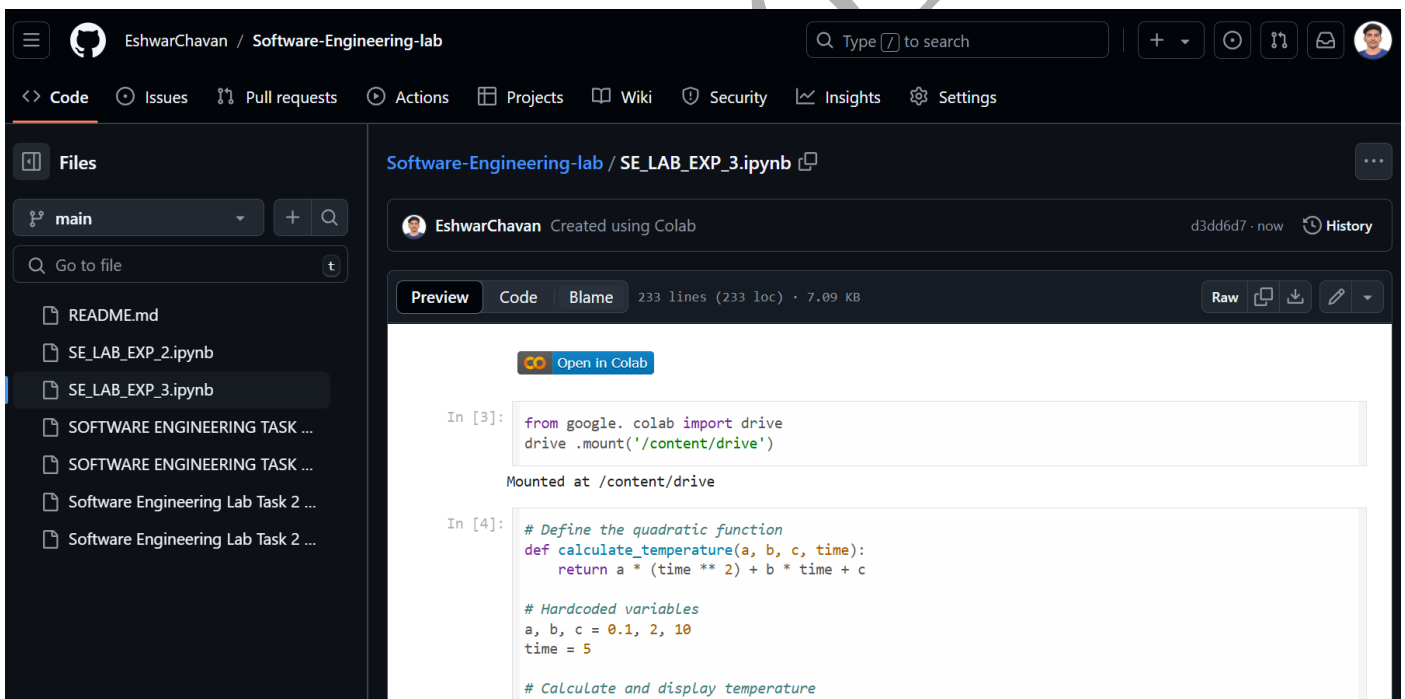 EshwarChavan / Software-Engineering-lab
Type / to search
Code Issues Pull requests Actions Projects Wiki Security Insights Settings
Files
main
Go to file t
README.md
SE_LAB_EXP_2.ipynb
SE_LAB_EXP_3.ipynb
SOFTWARE ENGINEERING TASK ...
SOFTWARE ENGINEERING TASK ...
Software Engineering Lab Task 2 ...
Software Engineering Lab Task 2 ...
Software-Engineering-lab / SE_LAB_EXP_3.ipynb
EshwarChavan Created using Colab d3dd6d7 · now History
Preview Code Blame 233 lines (233 loc) · 7.09 KB Raw
Open in Colab
In [3]: from google. colab import drive
drive .mount('/content/drive')
Mounted at /content/drive
In [4]: # Define the quadratic function
def calculate_temperature(a, b, c, time):
return a * (time ** 2) + b * time + c
# Hardcoded variables
a, b, c = 0.1, 2, 10
time = 5
# Calculate and display temperature